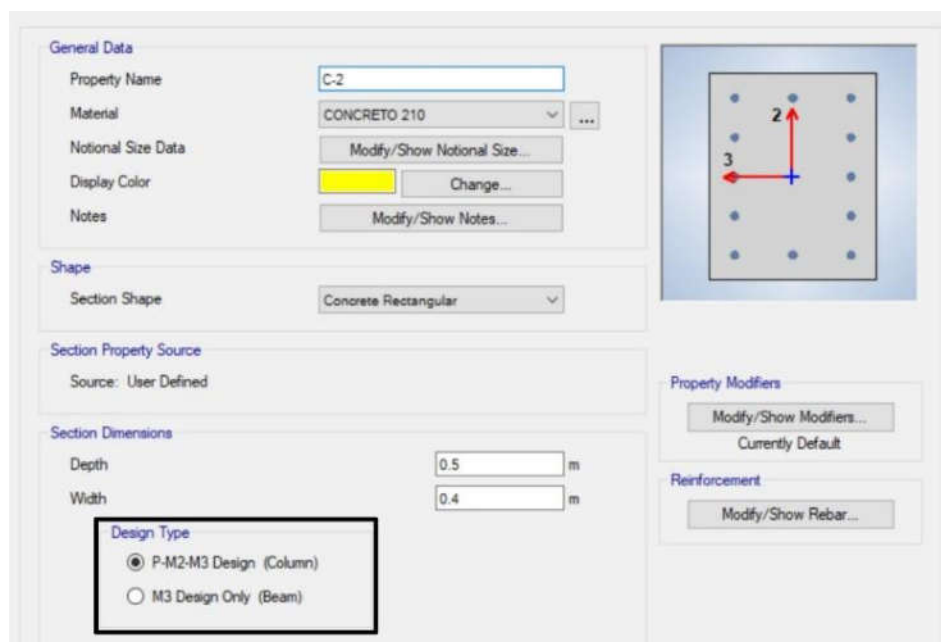 General Data
Property Name C-2
Material CONCRETO 210 ...
Notional Size Data Modify/Show Notional Size...
Display Color Change...
Notes Modify/Show Notes...
Shape
Section Shape Concrete Rectangular
Section Property Source
Source: User Defined
Section Dimensions
Depth 0.5 m
Width 0.4 m
Design Type
P-M2-M3 Design (Column)
M3 Design Only (Beam)
2
3
Property Modifiers
Modify/Show Modifiers...
Currently Default
Reinforcement
Modify/Show Rebar...